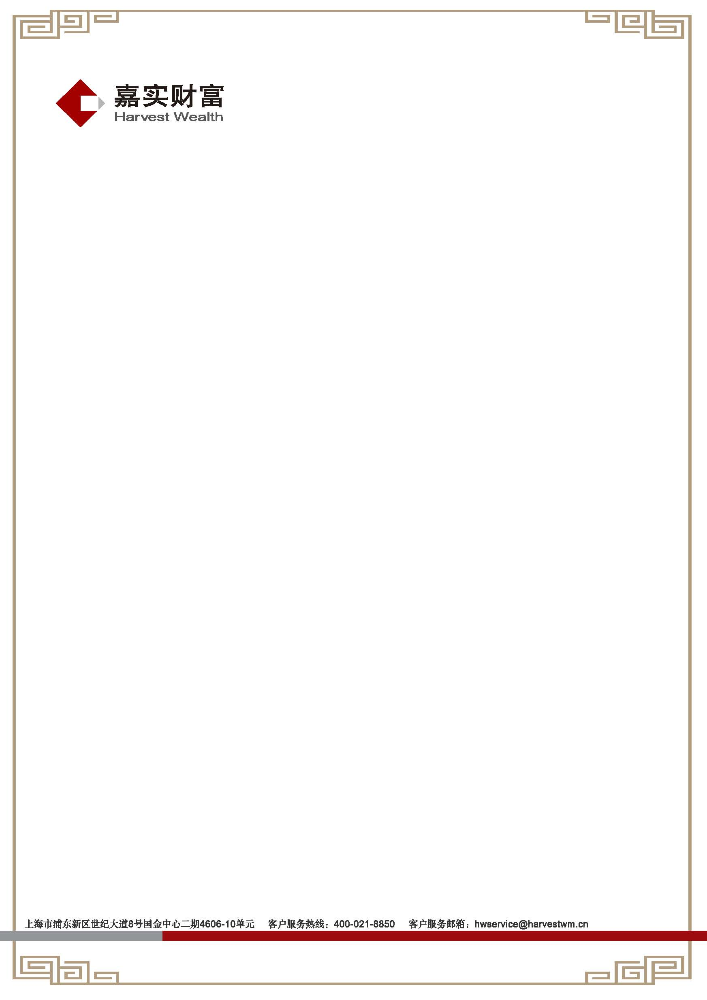 嘉实财富
Harvest Wealth
上海市浦东新区世纪大道8号国金中心二期4606-10单元 客户服务热线：400-021-8850 客户服务邮箱：hwservice@harvestwm.cn